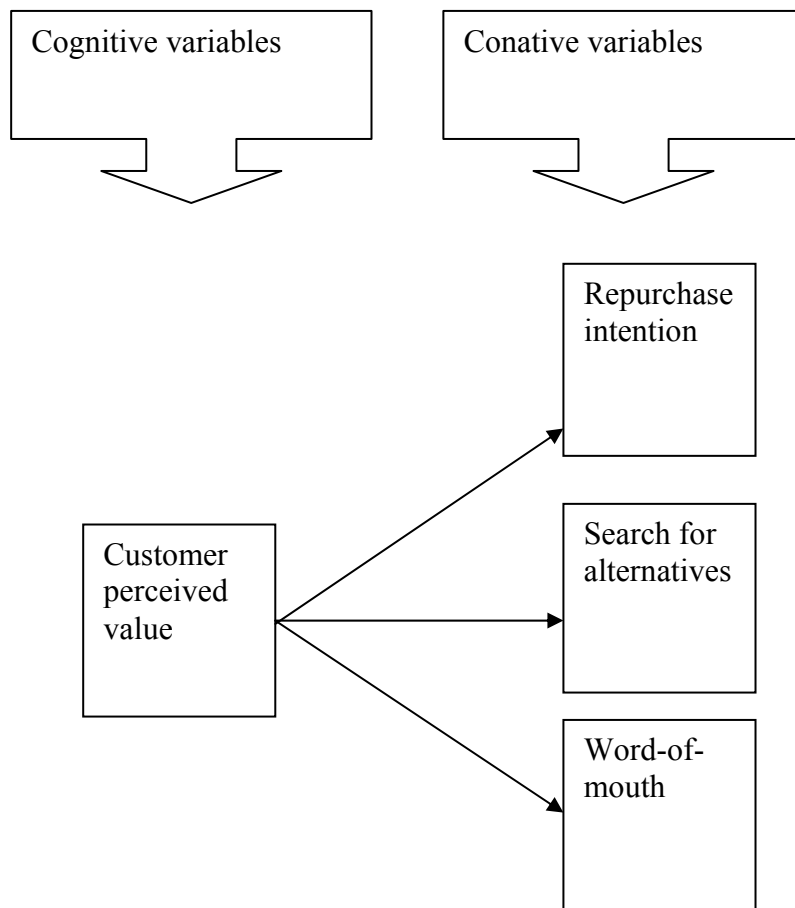 Cognitive variables
Conative variables
Repurchase
intention
Search for
alternatives
Customer
perceived
value
Word-of-
mouth